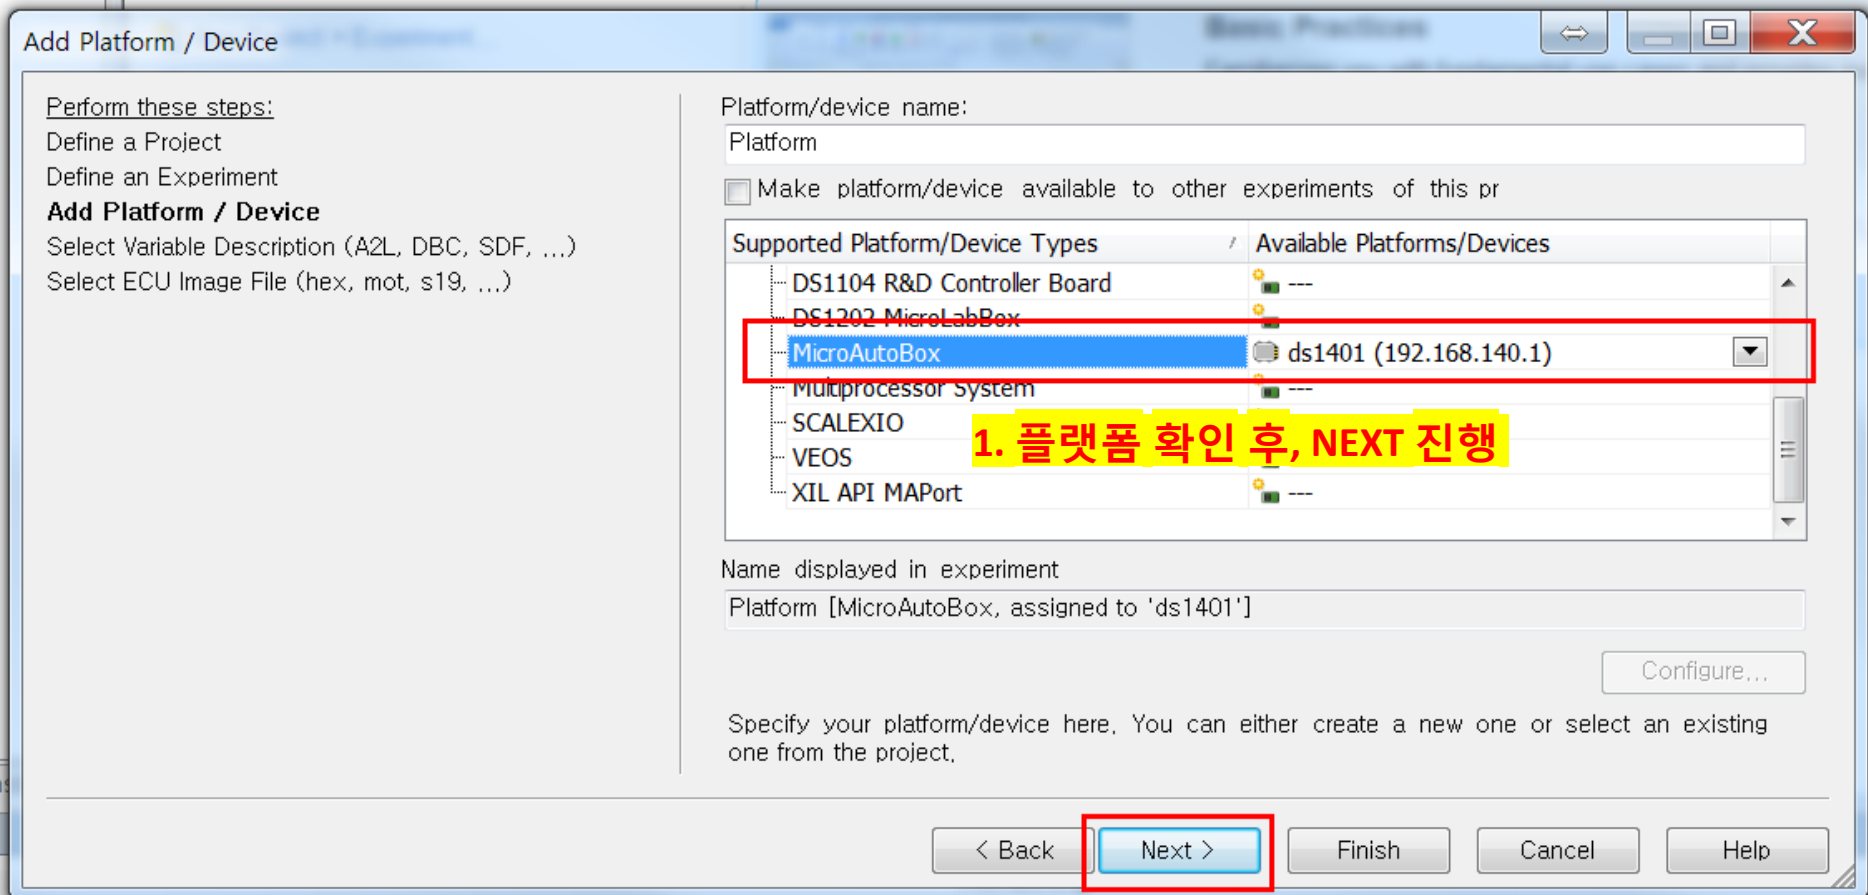 Basic Practices
Add Platform / Device
Perform these steps:
Define a Project
Define an Experiment
Add Platform / Device
Select Variable Description (A2L, DBC, SDF, ...)
Select ECU Image File (hex, mot, s19, ...)
Platform/device name:
Platform
Make platform/device available to other experiments of this pr
Supported Platform/Device Types / Available Platforms/Devices
DS1104 R&D Controller Board ---
DS1202 MicroLabBox
MicroAutoBox ds1401 (192.168.140.1)
Multiprocessor System ---
SCALEXIO
1. 플랫폼 확인 후, NEXT 진행
VEOS
XIL API MAPort ---
Name displayed in experiment
Platform [MicroAutoBox, assigned to 'ds1401']
Configure...
Specify your platform/device here. You can either create a new one or select an existing
one from the project.
< Back Next > Finish Cancel Help